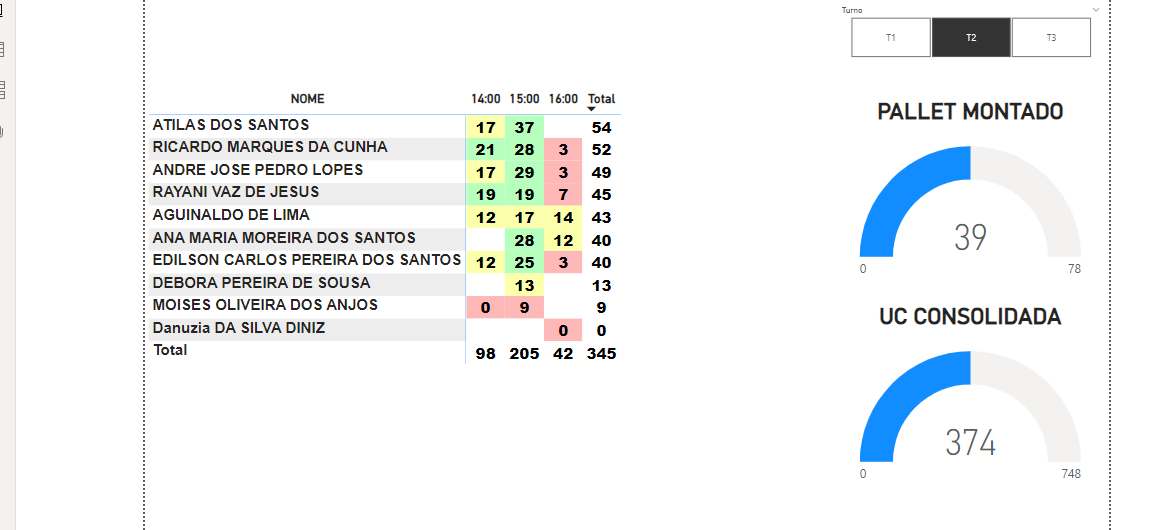 Turno
T1 T2 T3
NOME 14:00 15:00 16:00 Total
ATILAS DOS SANTOS 17 37 54
RICARDO MARQUES DA CUNHA 21 28 3 52
ANDRE JOSE PEDRO LOPES 17 29 3 49
RAYANI VAZ DE JESUS 19 19 7 45
AGUINALDO DE LIMA 12 17 14 43
ANA MARIA MOREIRA DOS SANTOS 28 12 40
EDILSON CARLOS PEREIRA DOS SANTOS 12 25 3 40
DEBORA PEREIRA DE SOUSA 13 13
MOISES OLIVEIRA DOS ANJOS 0 9 9
Danuzia DA SILVA DINIZ 0 0
Total 98 205 42 345
PALLET MONTADO
39
0 78
UC CONSOLIDADA
374
0 748